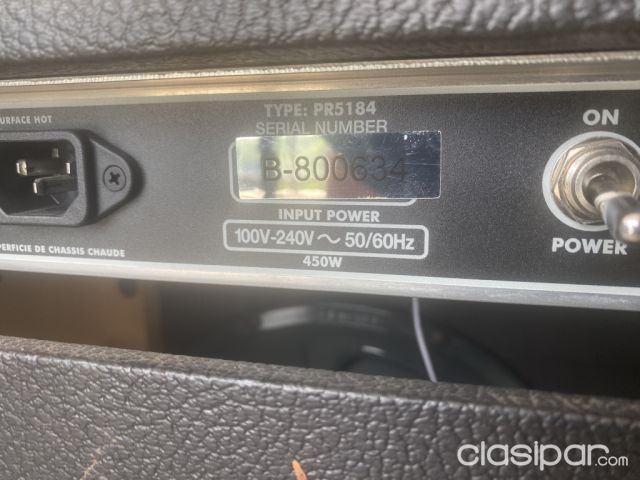 SURFACE HOT
TYPE: PR5184
SERIAL NUMBER
B-800634
INPUT POWER
100V-240V ~ 50/60Hz
450W
ON
POWER
PERFICIE DE CHASSIS CHAUDE
clasipar.com